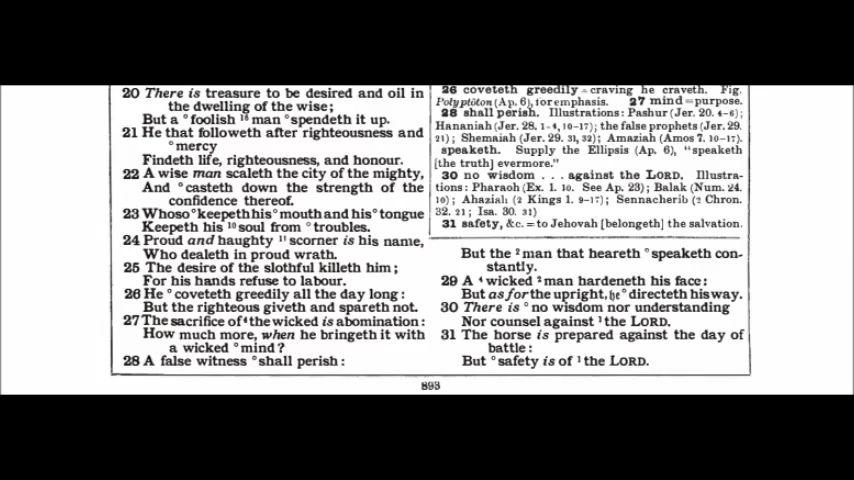 20 There is treasure to be desired and oil in
the dwelling of the wise;
But a °foolish 16 man °spendeth it up.
21 He that followeth after righteousness and
°mercy
Findeth life, righteousness, and honour.
22 A wise man scaleth the city of the mighty,
And °casteth down the strength of the
confidence thereof.
23 Whoso °keepeth his °mouth and his °tongue
Keepeth his 10 soul from °troubles.
24 Proud and haughty 11 scorner is his name,
Who dealeth in proud wrath.
25 The desire of the slothful killeth him;
For his hands refuse to labour.
26 He °coveteth greedily all the day long:
But the righteous giveth and spareth not.
27 The sacrifice of 4 the wicked is abomination:
How much more, when he bringeth it with
a wicked °mind?
28 A false witness °shall perish:
26 coveteth greedily = craving he craveth. Fig.
Polyptōton (Ap. 6), for emphasis. 27 mind = purpose.
28 shall perish. Illustrations: Pashur (Jer. 20. 4-6);
Hananiah (Jer. 28. 1-4, 10-17); the false prophets (Jer. 29.
21); Shemaiah (Jer. 29. 31, 32); Amaziah (Amos 7. 10-17).
speaketh. Supply the Ellipsis (Ap. 6), "speaketh
[the truth] evermore."
30 no wisdom . . . against the LORD. Illustra-
tions: Pharaoh (Ex. 1. 10. See Ap. 23); Balak (Num. 24.
10); Ahaziah (2 Kings 1. 9-17); Sennacherib (2 Chron.
32. 21; Isa. 30. 31)
31 safety, &c. = to Jehovah [belongeth] the salvation.
But the 2 man that heareth °speaketh con-
stantly.
29 A 4 wicked 2 man hardeneth his face:
But as for the upright, he °directeth his way.
30 There is °no wisdom nor understanding
Nor counsel against 1 the LORD.
31 The horse is prepared against the day of
battle:
But °safety is of 1 the LORD.
893